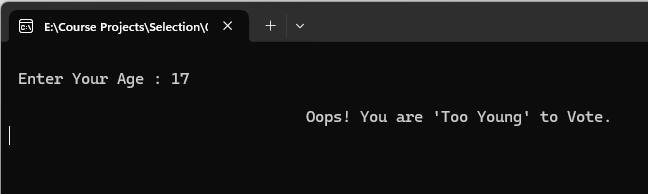 E:\Course Projects\Selection\
Enter Your Age : 17
Oops! You are 'Too Young' to Vote.